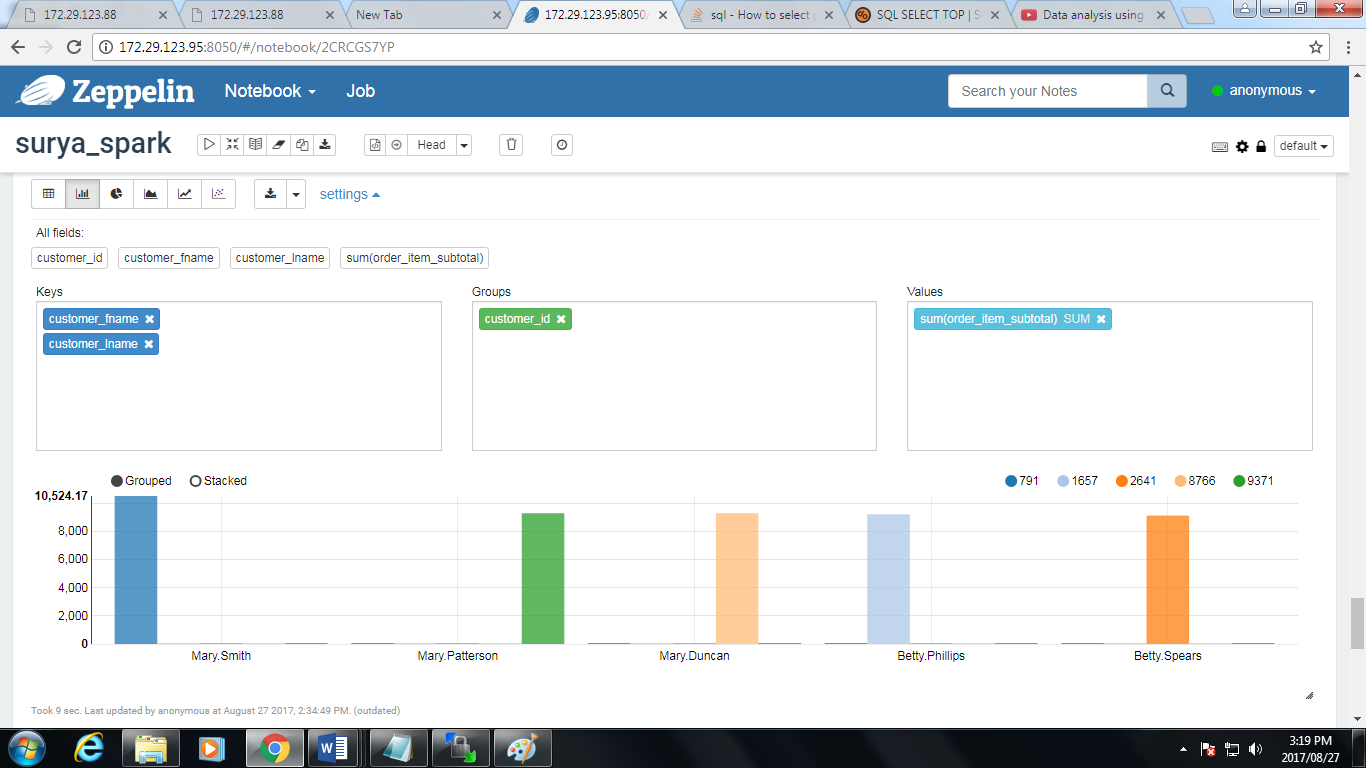 172.29.123.88
172.29.123.88
New Tab
172.29.123.95:8050/
sql - How to select
SQL SELECT TOP | S
Data analysis using
172.29.123.95:8050/#/notebook/2CRCGS7YP
Zeppelin
Notebook
Job
Search your Notes
anonymous
surya_spark
Head
default
settings
All fields:
customer_id
customer_fname
customer_lname
sum(order_item_subtotal)
Keys
Groups
Values
customer_fname
customer_id
sum(order_item_subtotal) SUM
customer_lname
Grouped
Stacked
791
1657
2641
8766
9371
10,524.17
8,000
6,000
4,000
2,000
0
Mary.Smith
Mary.Patterson
Mary.Duncan
Betty.Phillips
Betty.Spears
Took 9 sec. Last updated by anonymous at August 27 2017, 2:34:49 PM. (outdated)
3:19 PM
2017/08/27